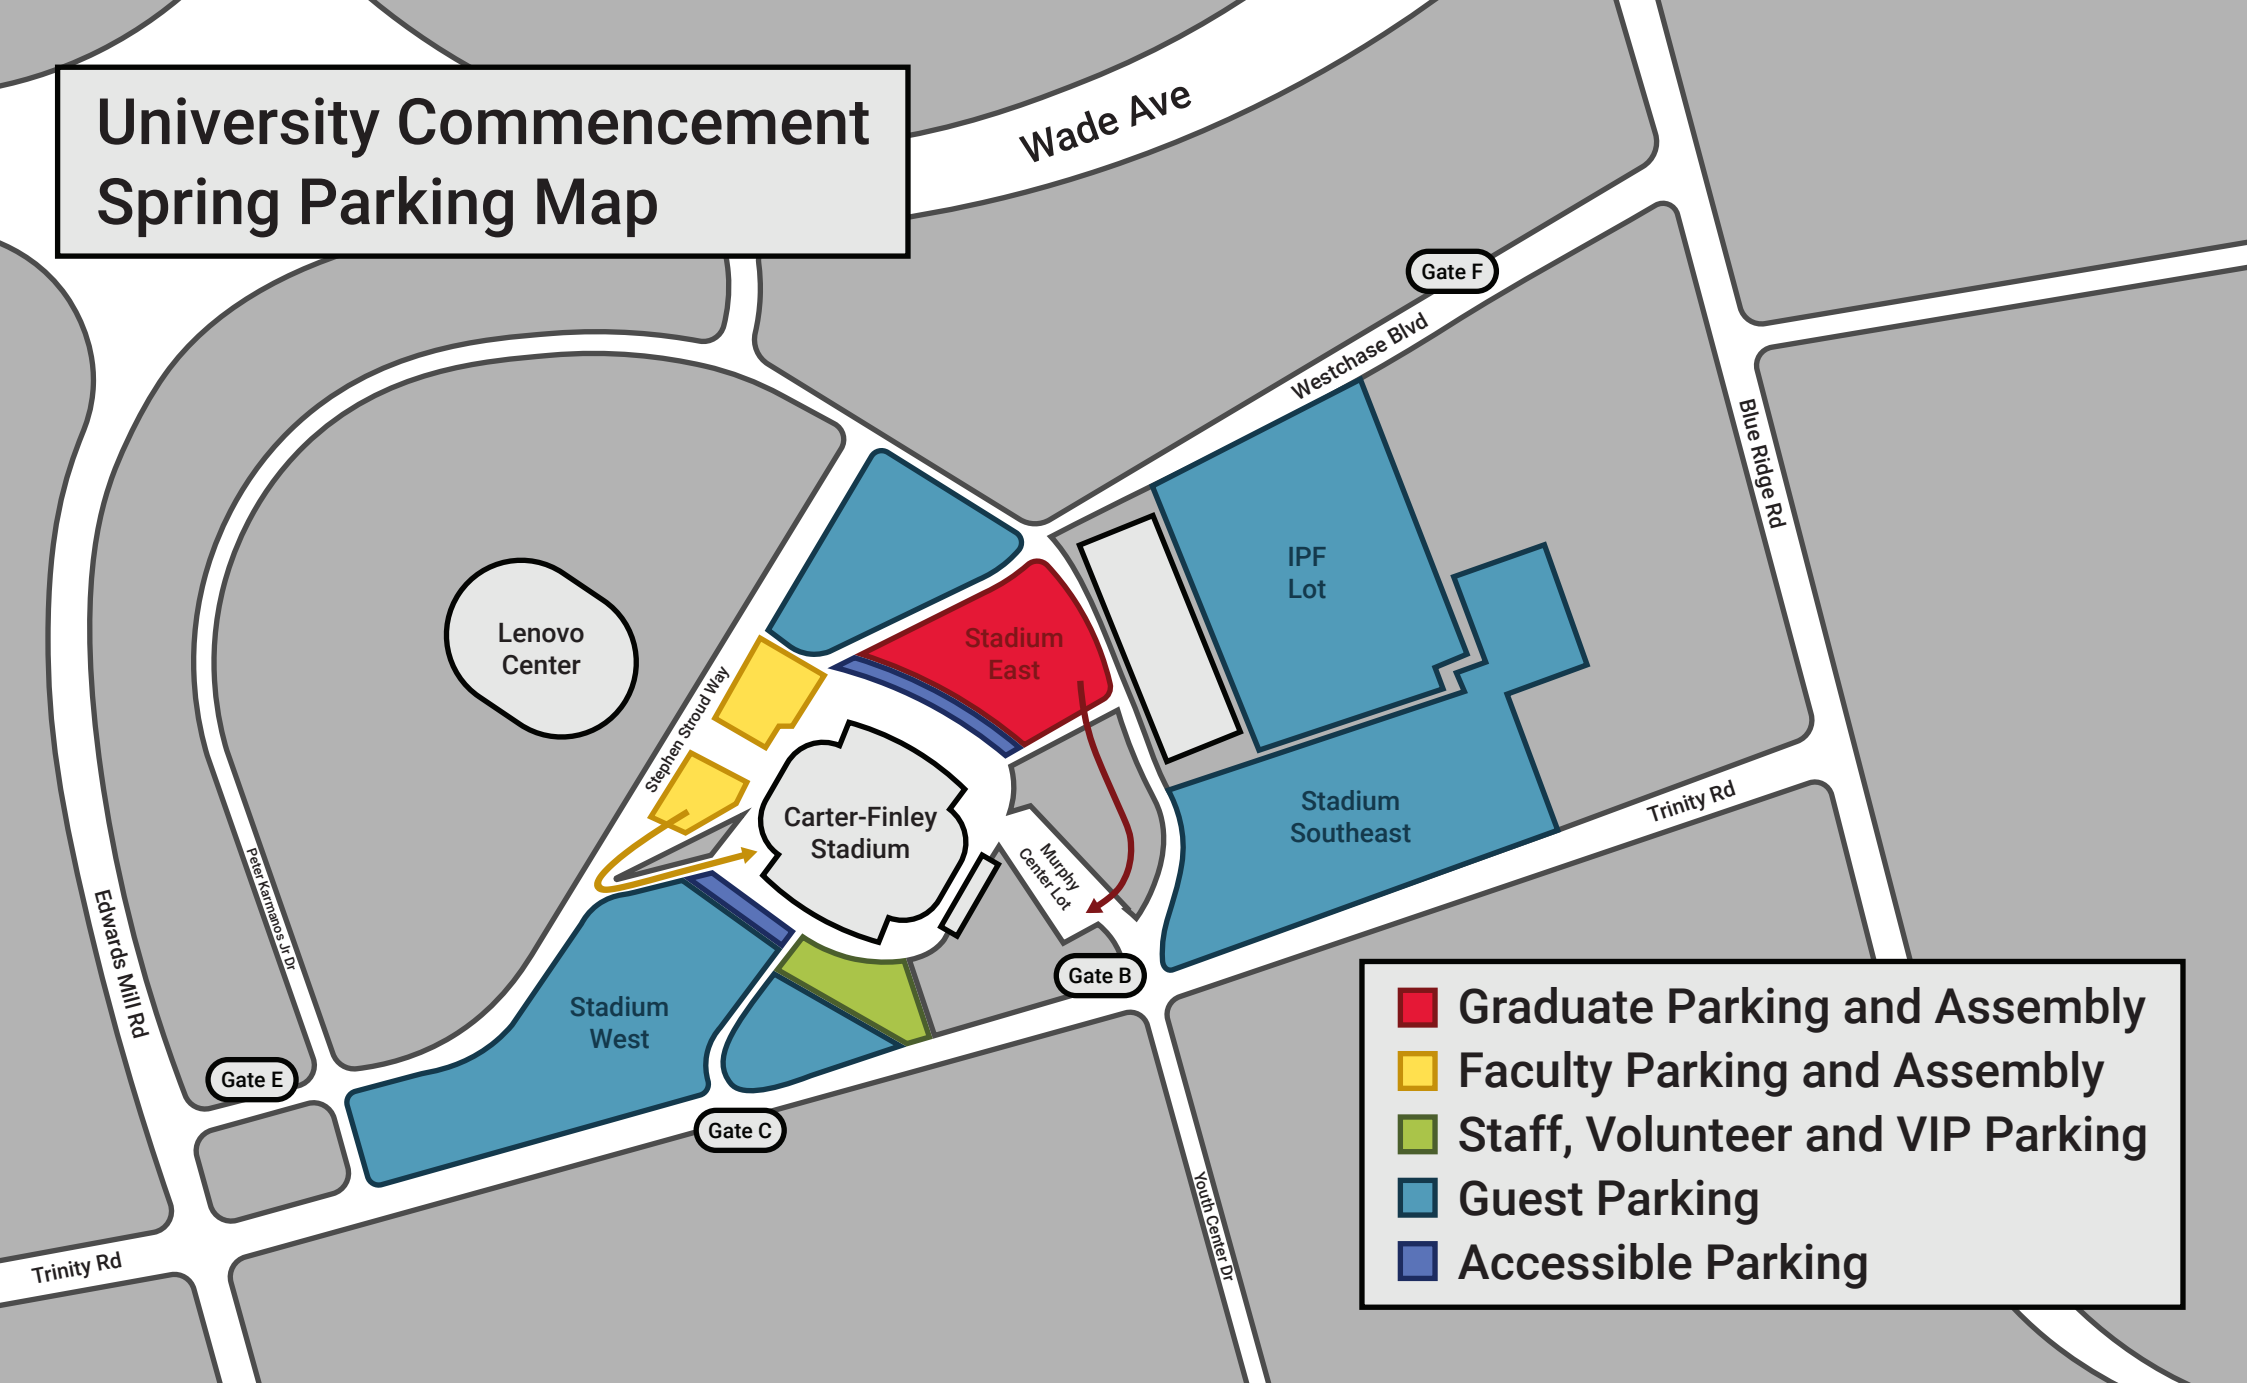 University Commencement
Spring Parking Map
Wade Ave
Gate F
Westchase Blvd
Blue Ridge Rd
IPF
Lot
Lenovo
Center
Stadium
East
Stephen Stroud Way
Carter-Finley
Stadium
Stadium
Southeast
Trinity Rd
Murphy
Center Lot
Peter Karmanos Jr Dr
Edwards Mill Rd
Gate B
Stadium
West
Gate E
Gate C
Youth Center Dr
Trinity Rd
Graduate Parking and Assembly
Faculty Parking and Assembly
Staff, Volunteer and VIP Parking
Guest Parking
Accessible Parking